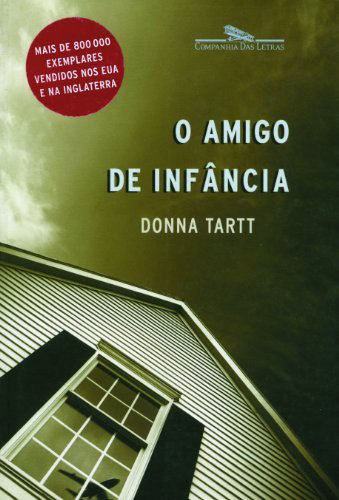 MAIS DE 800 000
EXEMPLARES
VENDIDOS NOS EUA
E NA INGLATERRA
COMPANHIA DAS LETRAS
O AMIGO
DE INFÂNCIA
DONNA TARTT